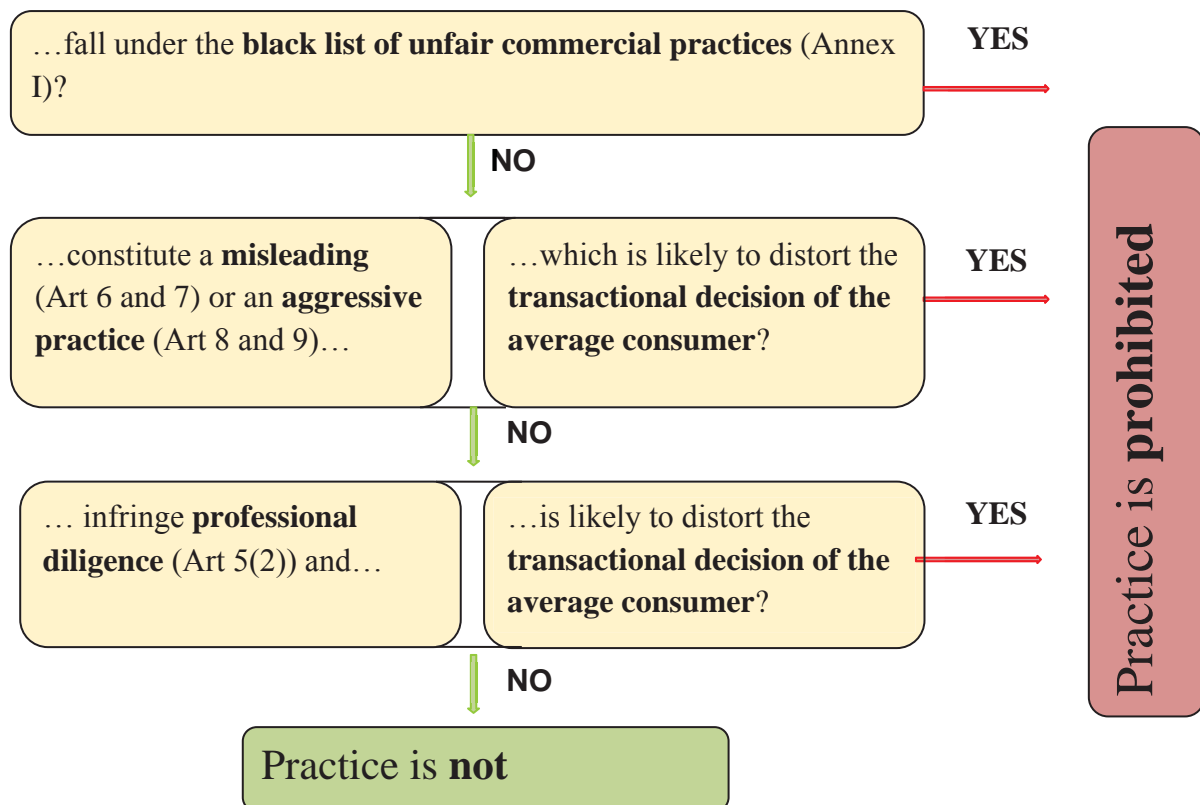 …fall under the black list of unfair commercial practices (Annex
I)?
YES
NO
…constitute a misleading
(Art 6 and 7) or an aggressive
practice (Art 8 and 9)…
…which is likely to distort the
transactional decision of the
average consumer?
YES
NO
… infringe professional
diligence (Art 5(2)) and…
…is likely to distort the
transactional decision of the
average consumer?
YES
NO
Practice is not
Practice is prohibited